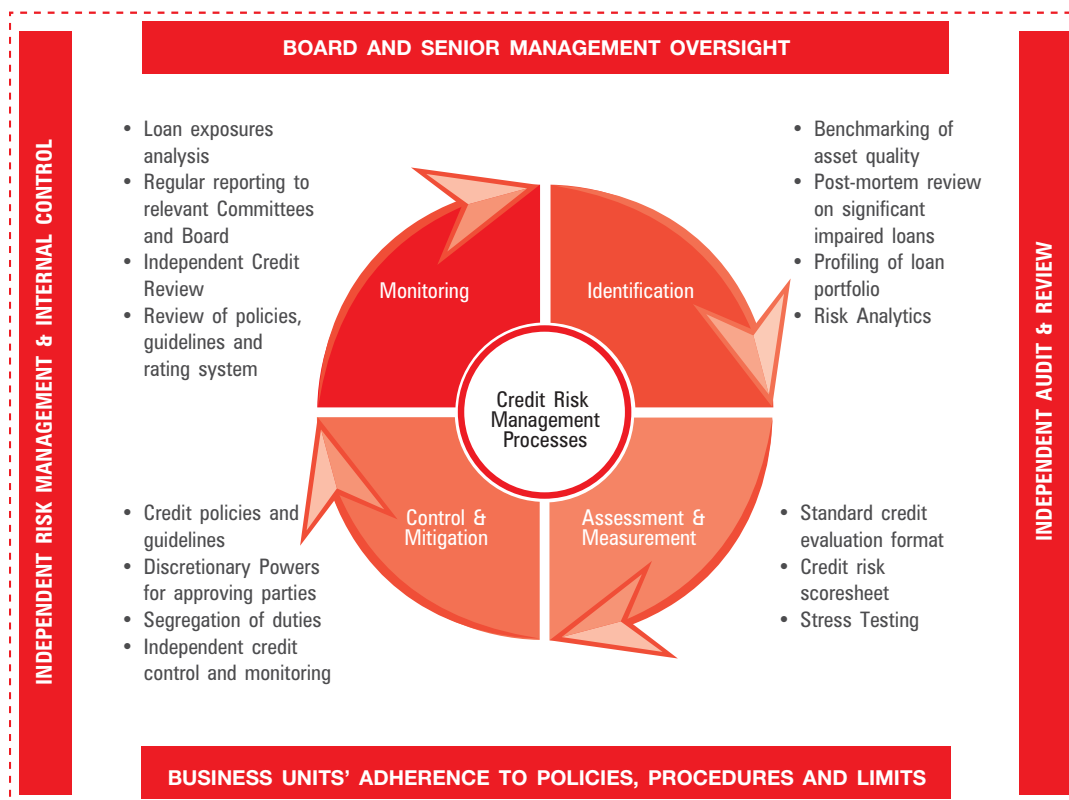 BOARD AND SENIOR MANAGEMENT OVERSIGHT
INDEPENDENT RISK MANAGEMENT & INTERNAL CONTROL
• Loan exposures
analysis
• Regular reporting to
relevant Committees
and Board
• Independent Credit
Review
• Review of policies,
guidelines and
rating system
Monitoring
Identification
• Benchmarking of
asset quality
• Post-mortem review
on significant
impaired loans
• Profiling of loan
portfolio
• Risk Analytics
Credit Risk
Management
Processes
• Credit policies and
guidelines
• Discretionary Powers
for approving parties
• Segregation of duties
• Independent credit
control and monitoring
Control &
Mitigation
Assessment &
Measurement
• Standard credit
evaluation format
• Credit risk
scoresheet
• Stress Testing
INDEPENDENT AUDIT & REVIEW
BUSINESS UNITS’ ADHERENCE TO POLICIES, PROCEDURES AND LIMITS